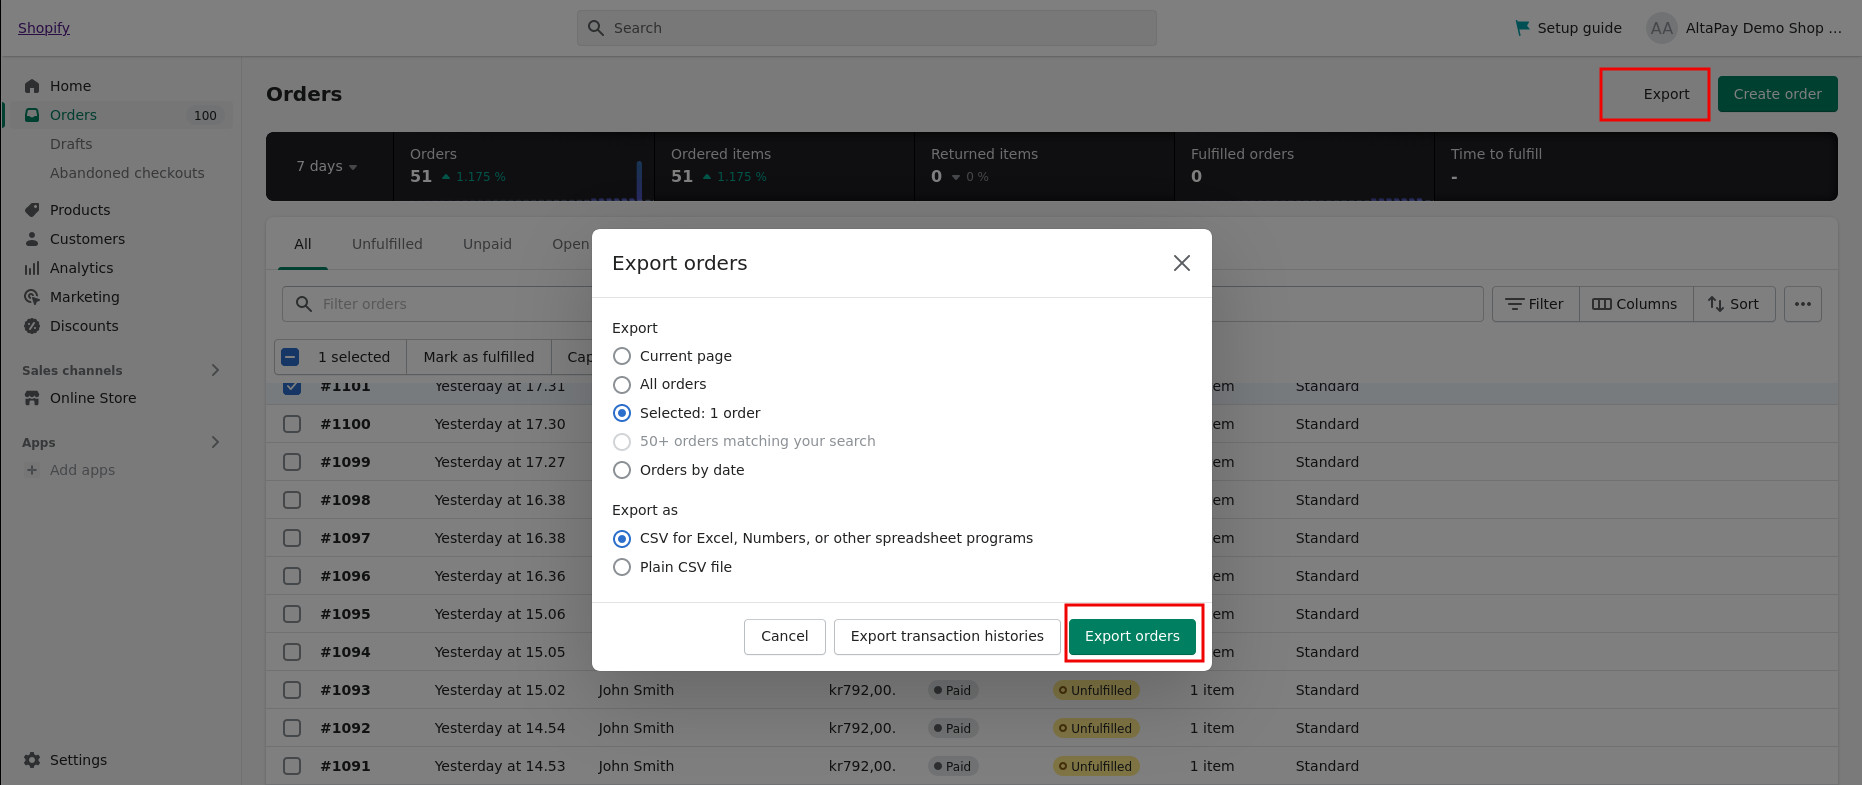 Shopify
Search
Setup guide
AA
AltaPay Demo Shop ...
Home
Orders 100
Drafts
Abandoned checkouts
Products
Customers
Analytics
Marketing
Discounts
Sales channels
Online Store
Apps
Add apps
Settings
Orders
Export
Create order
7 days
Orders
51 1.175 %
Ordered items
51 1.175 %
Returned items
0 0 %
Fulfilled orders
0
Time to fulfill
-
All Unfulfilled Unpaid Open
Filter orders
Filter Columns Sort
1 selected Mark as fulfilled Cap
#1101 Yesterday at 17.31 em Standard
#1100 Yesterday at 17.30 em Standard
#1099 Yesterday at 17.27 em Standard
#1098 Yesterday at 16.38 em Standard
#1097 Yesterday at 16.38 em Standard
#1096 Yesterday at 16.36 em Standard
#1095 Yesterday at 15.06 em Standard
#1094 Yesterday at 15.05 em Standard
#1093 Yesterday at 15.02 John Smith kr792,00. Paid Unfulfilled 1 item Standard
#1092 Yesterday at 14.54 John Smith kr792,00. Paid Unfulfilled 1 item Standard
#1091 Yesterday at 14.53 John Smith kr792,00. Paid Unfulfilled 1 item Standard
Export orders
Export
Current page
All orders
Selected: 1 order
50+ orders matching your search
Orders by date
Export as
CSV for Excel, Numbers, or other spreadsheet programs
Plain CSV file
Cancel Export transaction histories Export orders